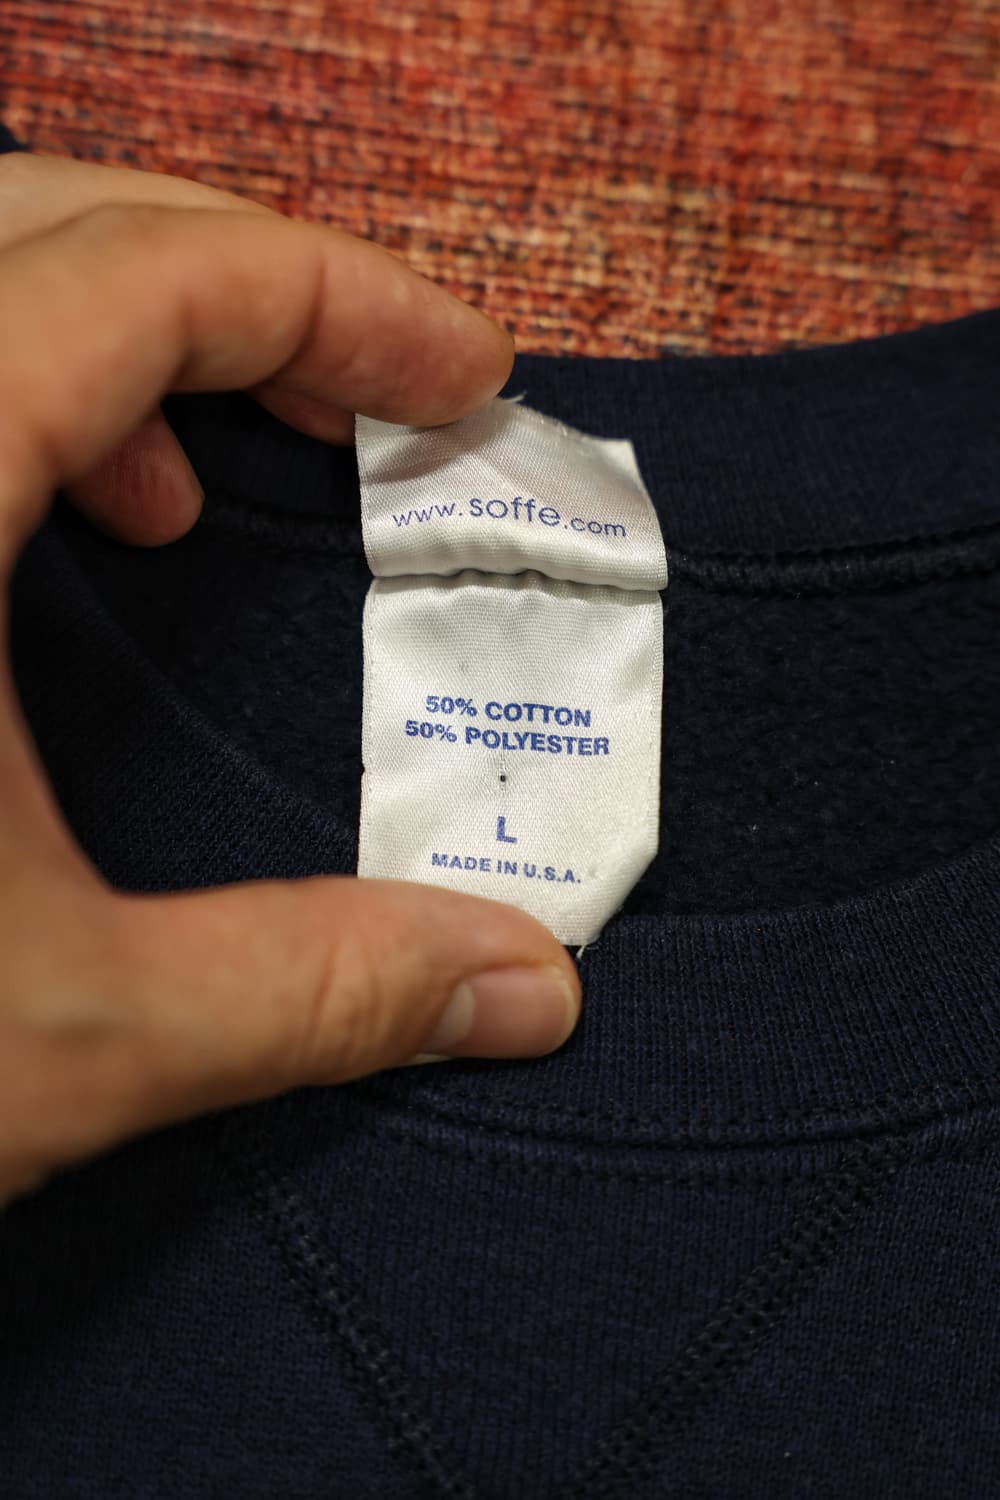 www.soffe.com
50% COTTON
50% POLYESTER
L
MADE IN U.S.A.